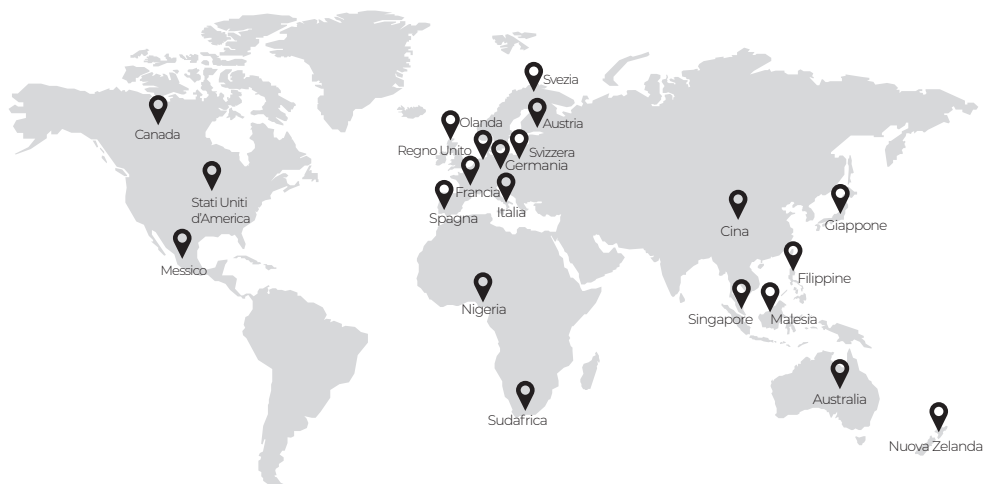 Svezia
Olanda
Austria
Canada
Regno Unito
Svizzera
Germania
Francia
Stati Uniti
d'America
Italia
Spagna
Giappone
Cina
Messico
Filippine
Nigeria
Singapore
Malesia
Australia
Sudafrica
Nuova Zelanda